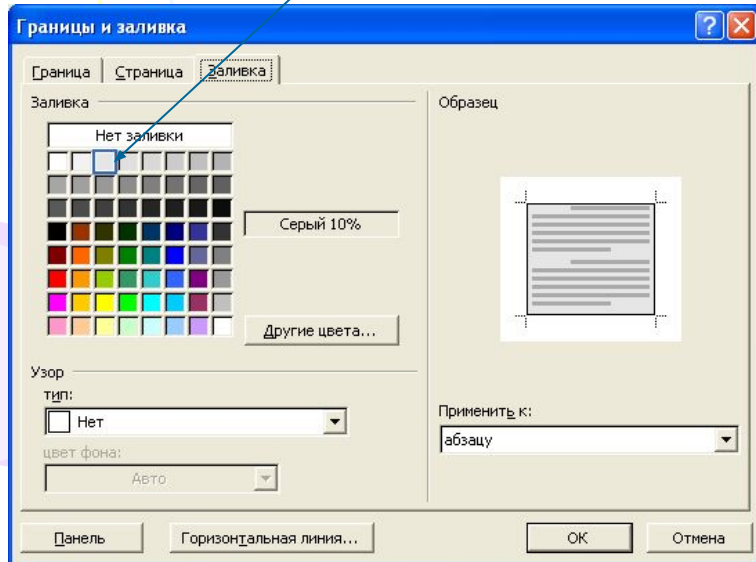 Границы и заливка
Граница Страница Заливка
Заливка
Нет заливки
Серый 10%
Другие цвета...
Узор
тип:
Нет
цвет фона:
Авто
Образец
Применить к:
абзацу
Панель Горизонтальная линия... ОК Отмена